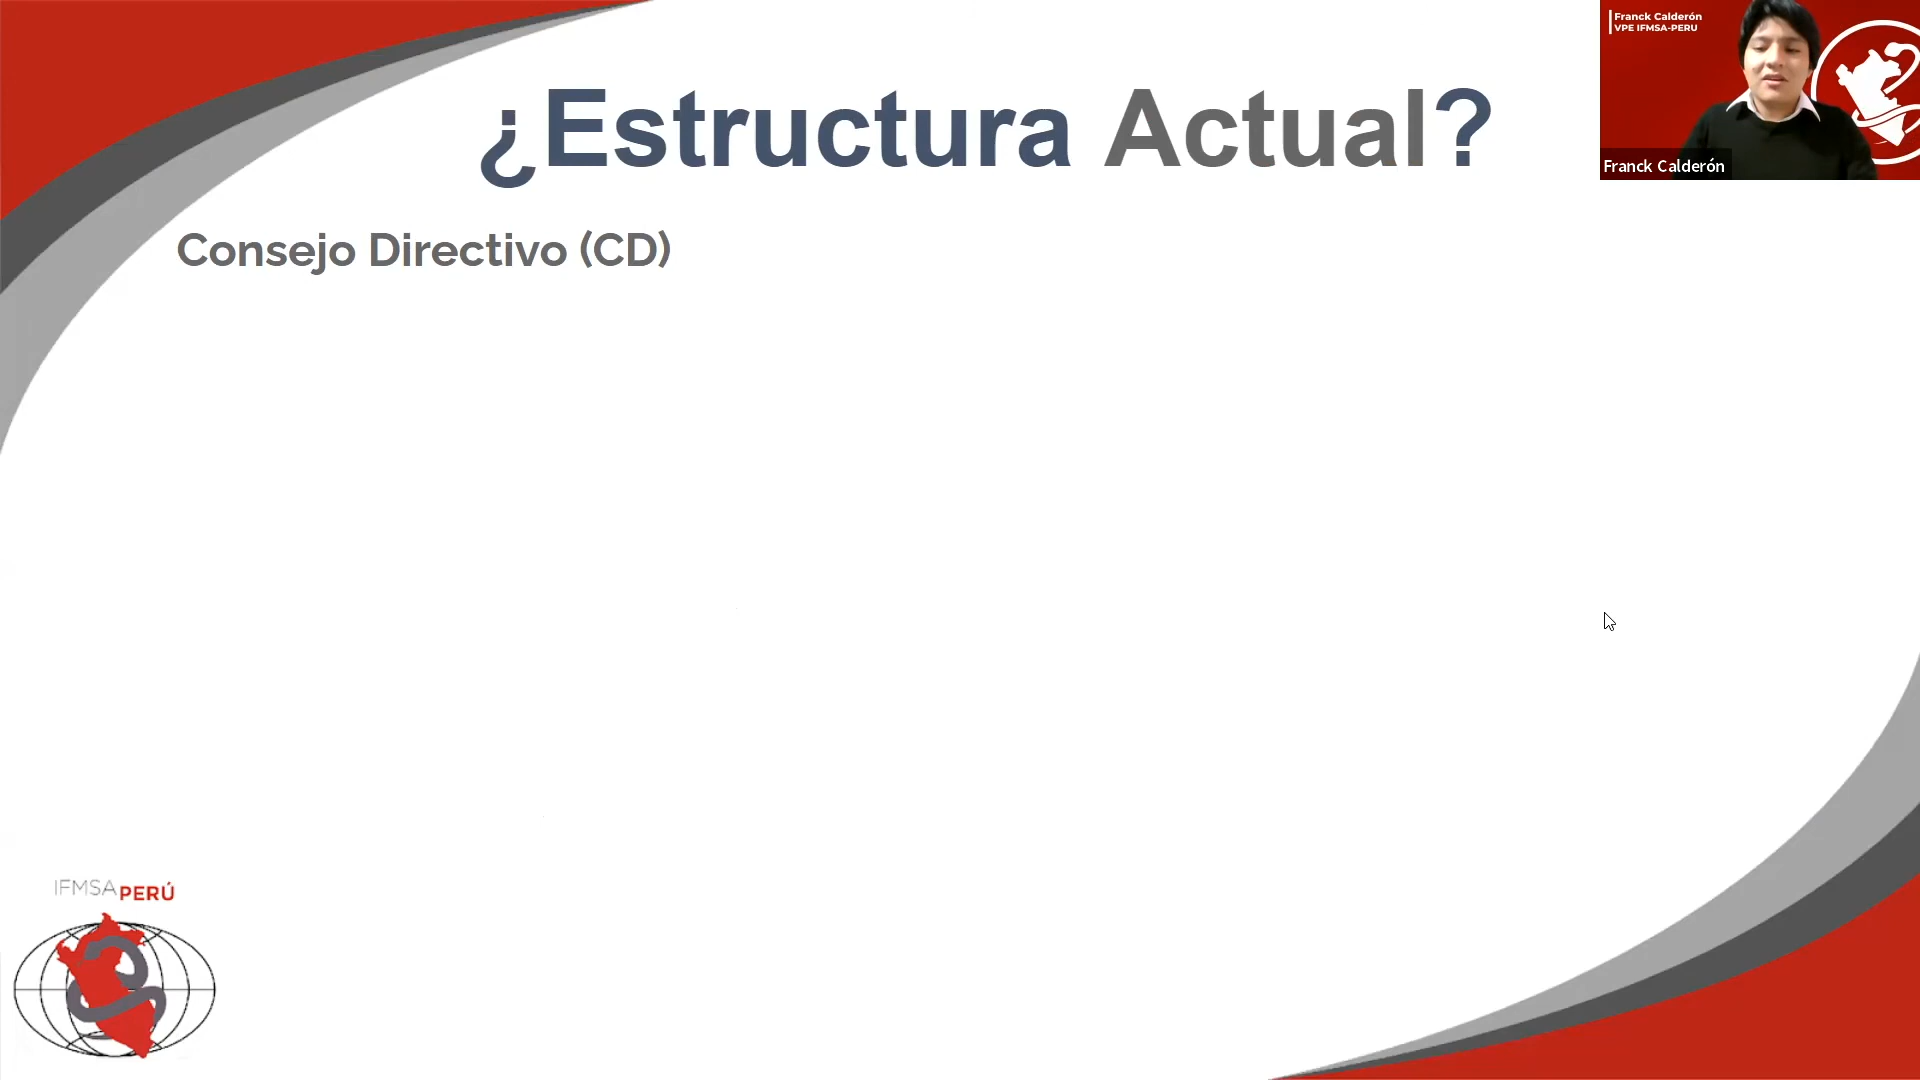 Franck Calderón
VPE IFMSA-PERU
¿Estructura Actual?
Franck Calderón
Consejo Directivo (CD)
IFMSA PERÚ